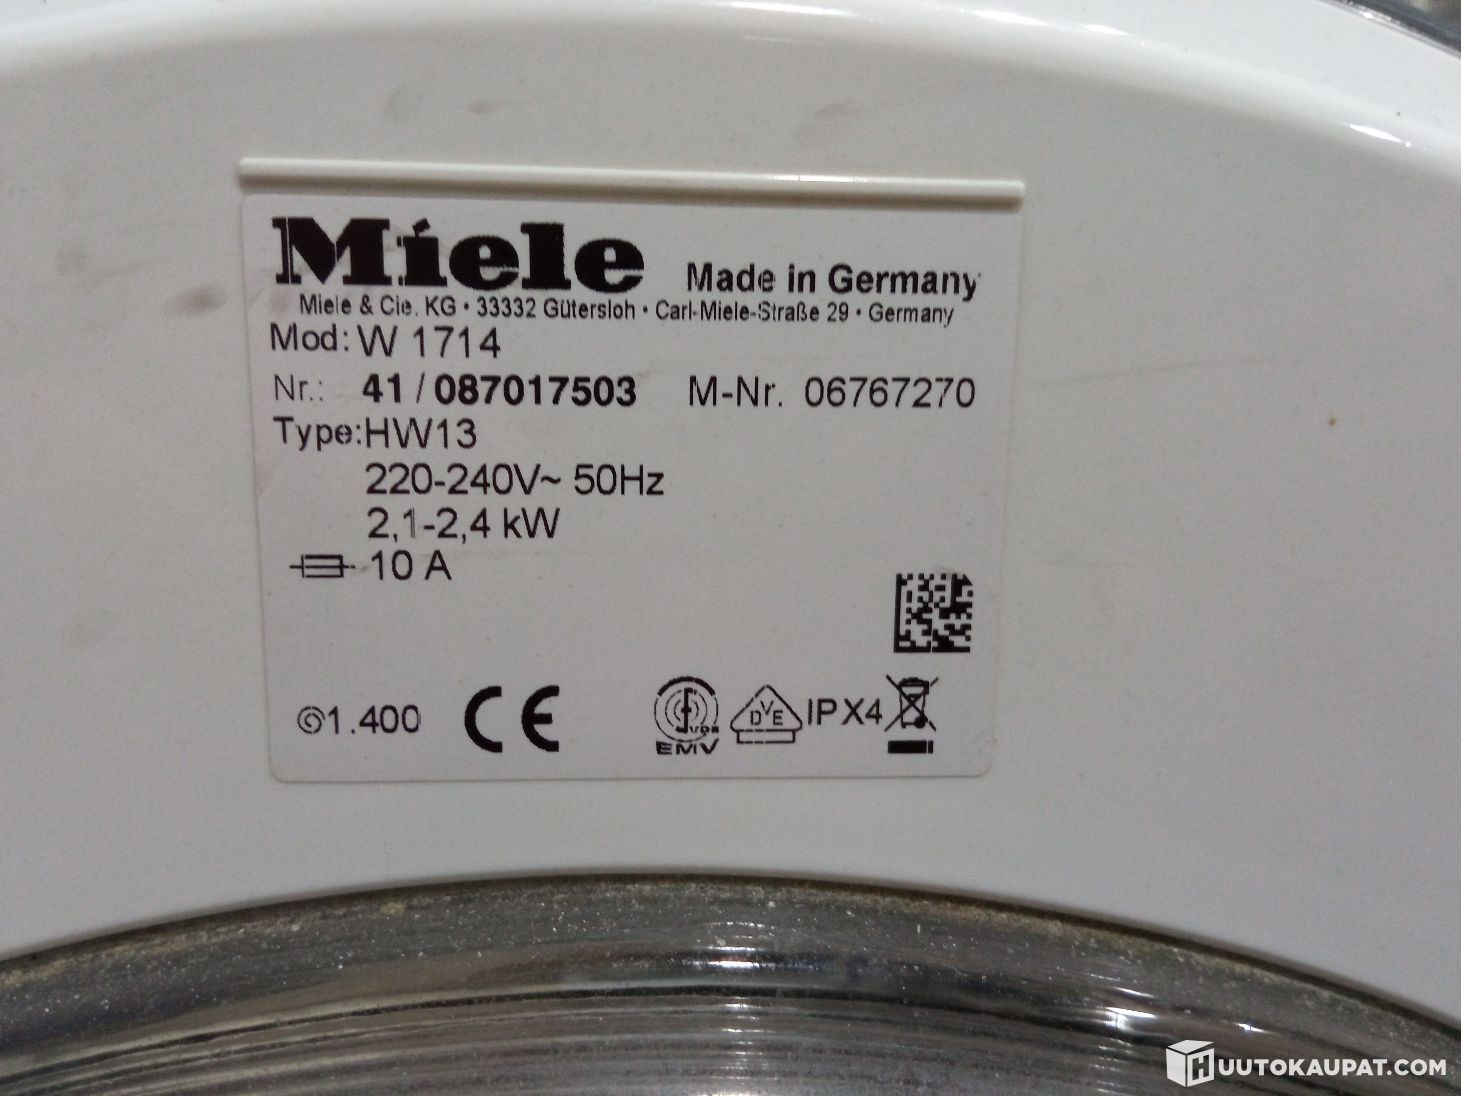 Miele Made in Germany
Miele & Cie. KG • 33332 Gütersloh • Carl-Miele-Straße 29 • Germany
Mod: W 1714
Nr.: 41 / 087017503 M-Nr. 06767270
Type: HW13
220-240V~ 50Hz
2,1-2,4 kW
10 A
1.400 CE VDE EMV DVE IPX4
HUUTOKAUPAT.COM